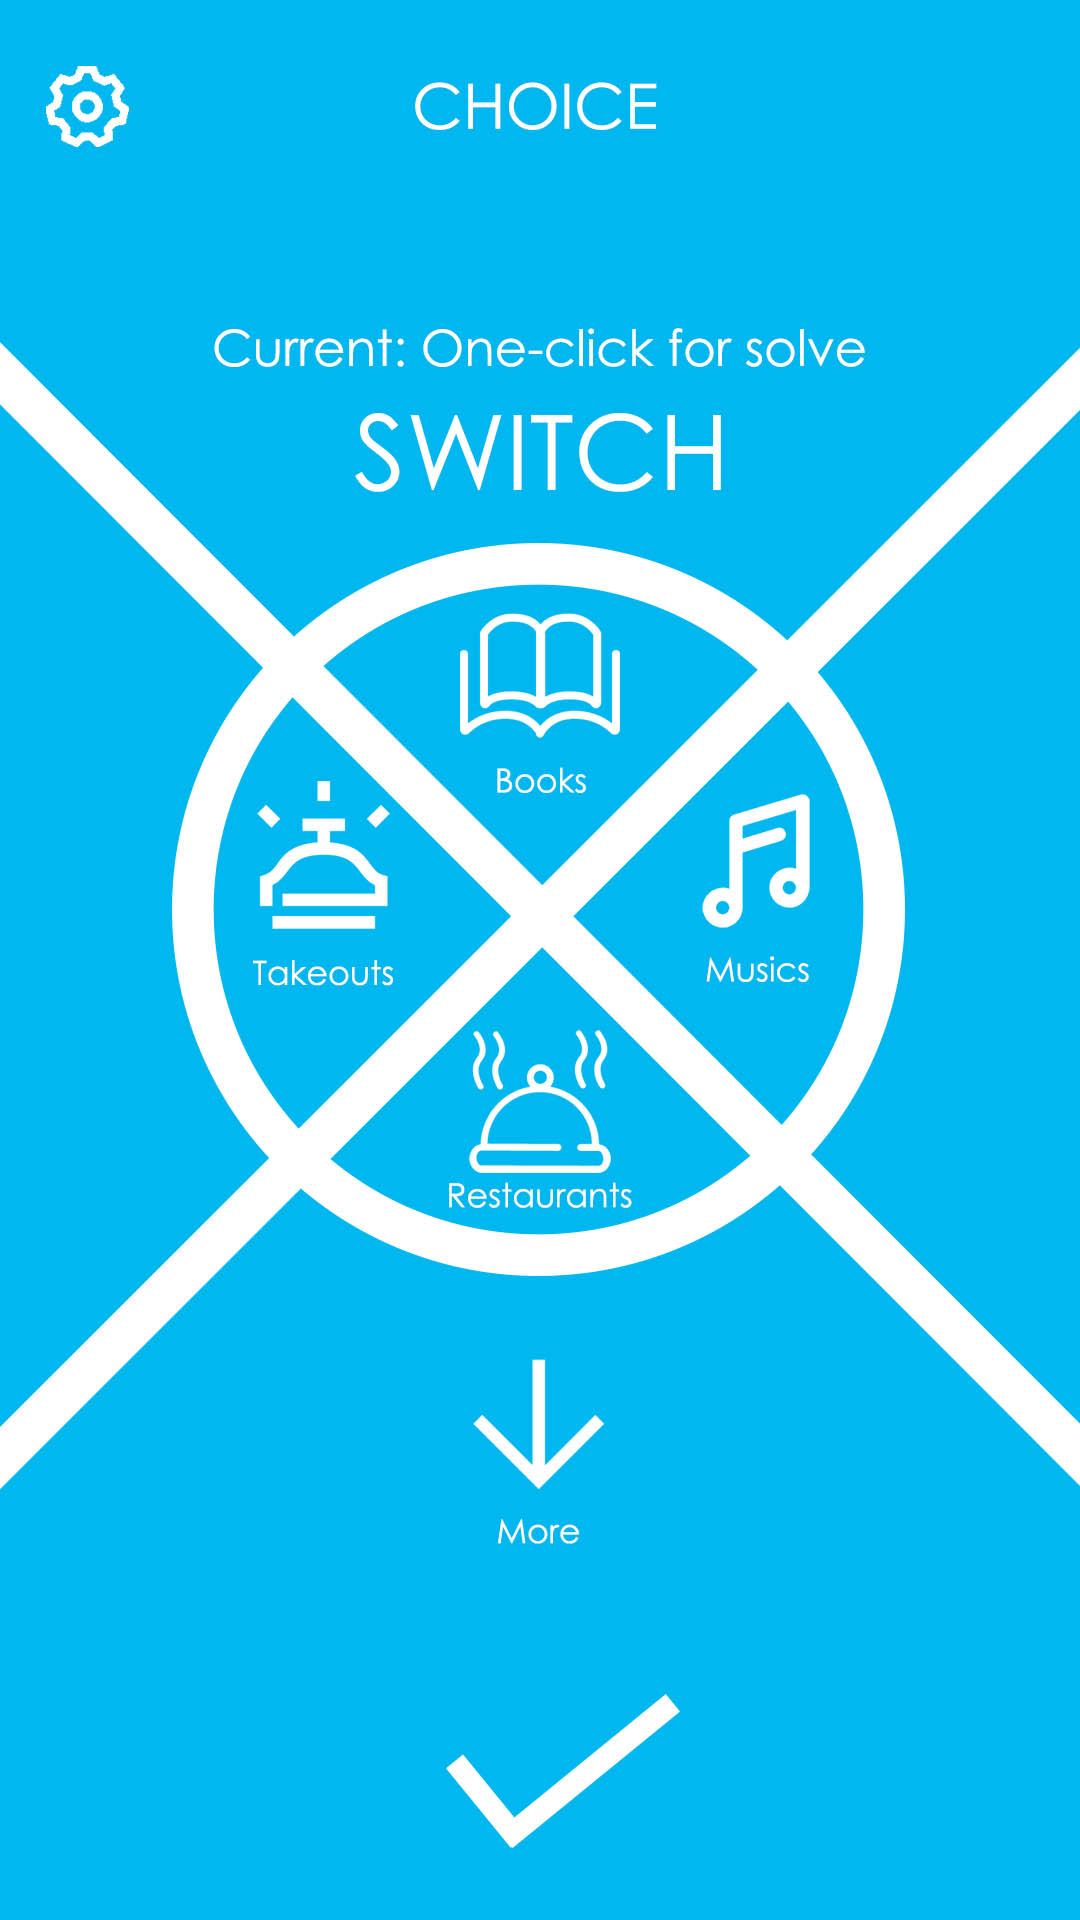 CHOICE
Current: One-click for solve
SWITCH
Books
Takeouts
Musics
Restaurants
More